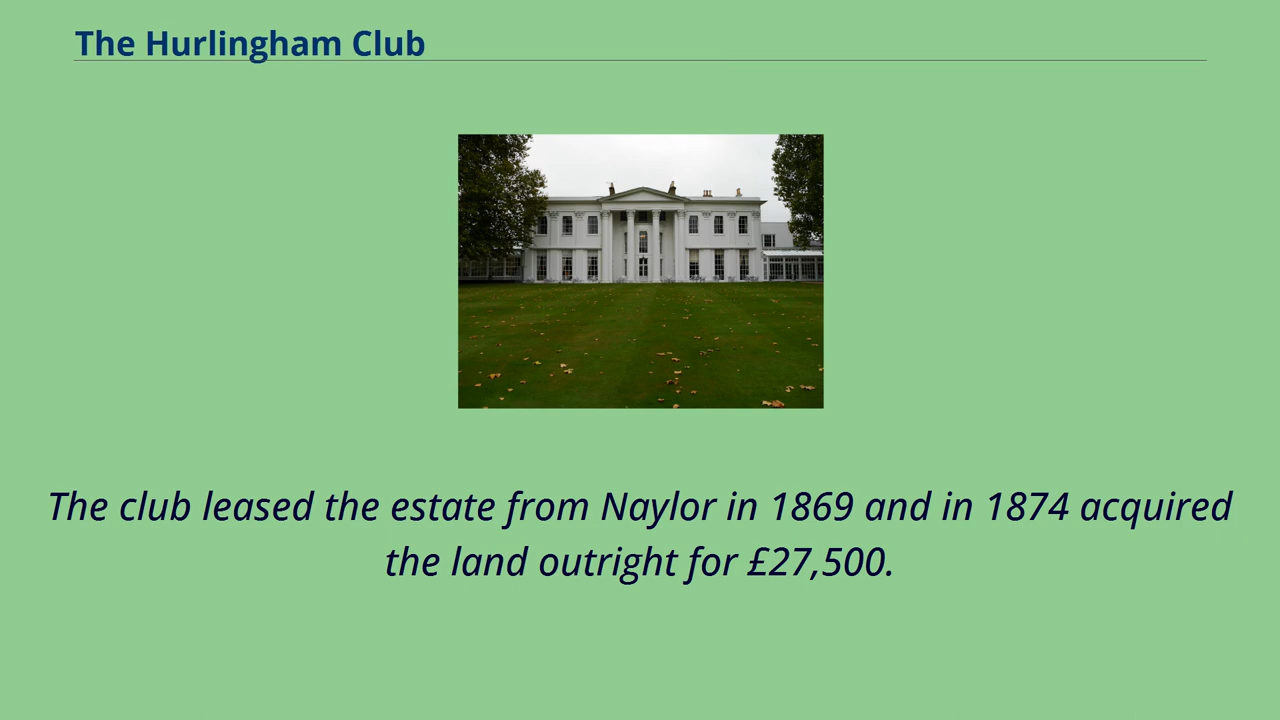 The Hurlingham Club
The club leased the estate from Naylor in 1869 and in 1874 acquired
the land outright for £27,500.